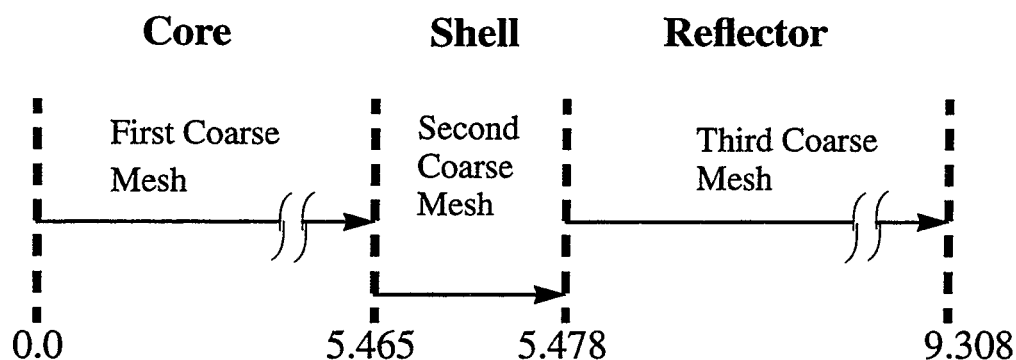 Core Shell Reflector
First Coarse
Mesh
Second
Coarse
Mesh
Third Coarse
Mesh
0.0 5.465 5.478 9.308